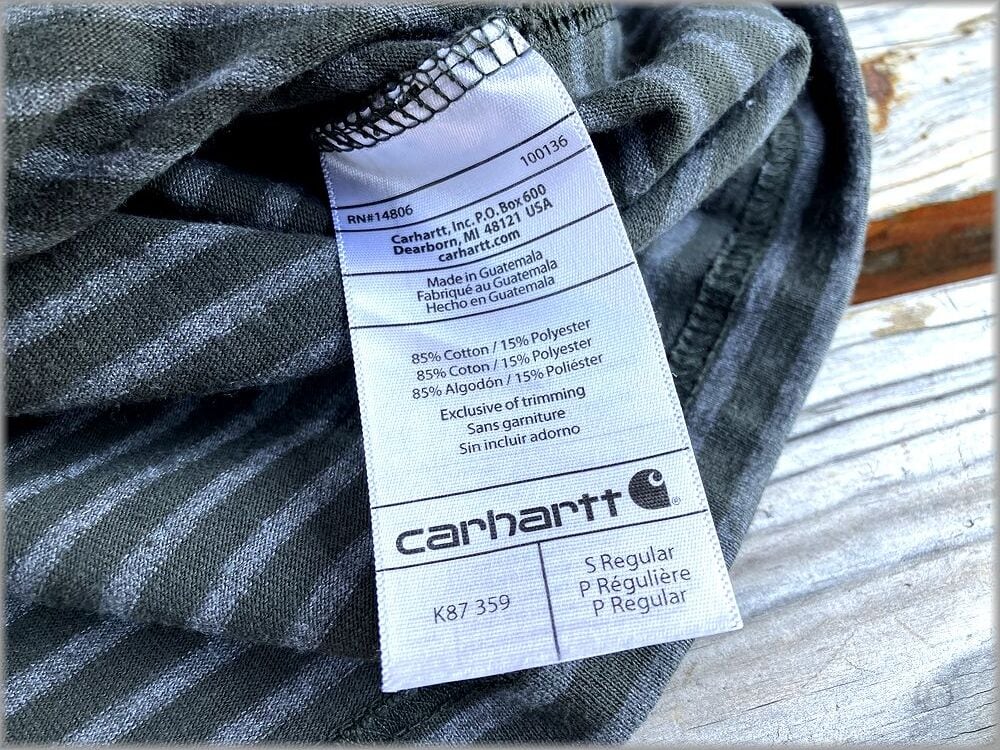 RN#14806 100136
Carhartt, Inc. P.O. Box 600
Dearborn, MI 48121 USA
carhartt.com
Made in Guatemala
Fabriqué au Guatemala
Hecho en Guatemala
85% Cotton / 15% Polyester
85% Coton / 15% Polyester
85% Algodón / 15% Poliéster
Exclusive of trimming
Sans garniture
Sin incluir adorno
carhartt ®
K87 359
S Regular
P Régulière
P Regular